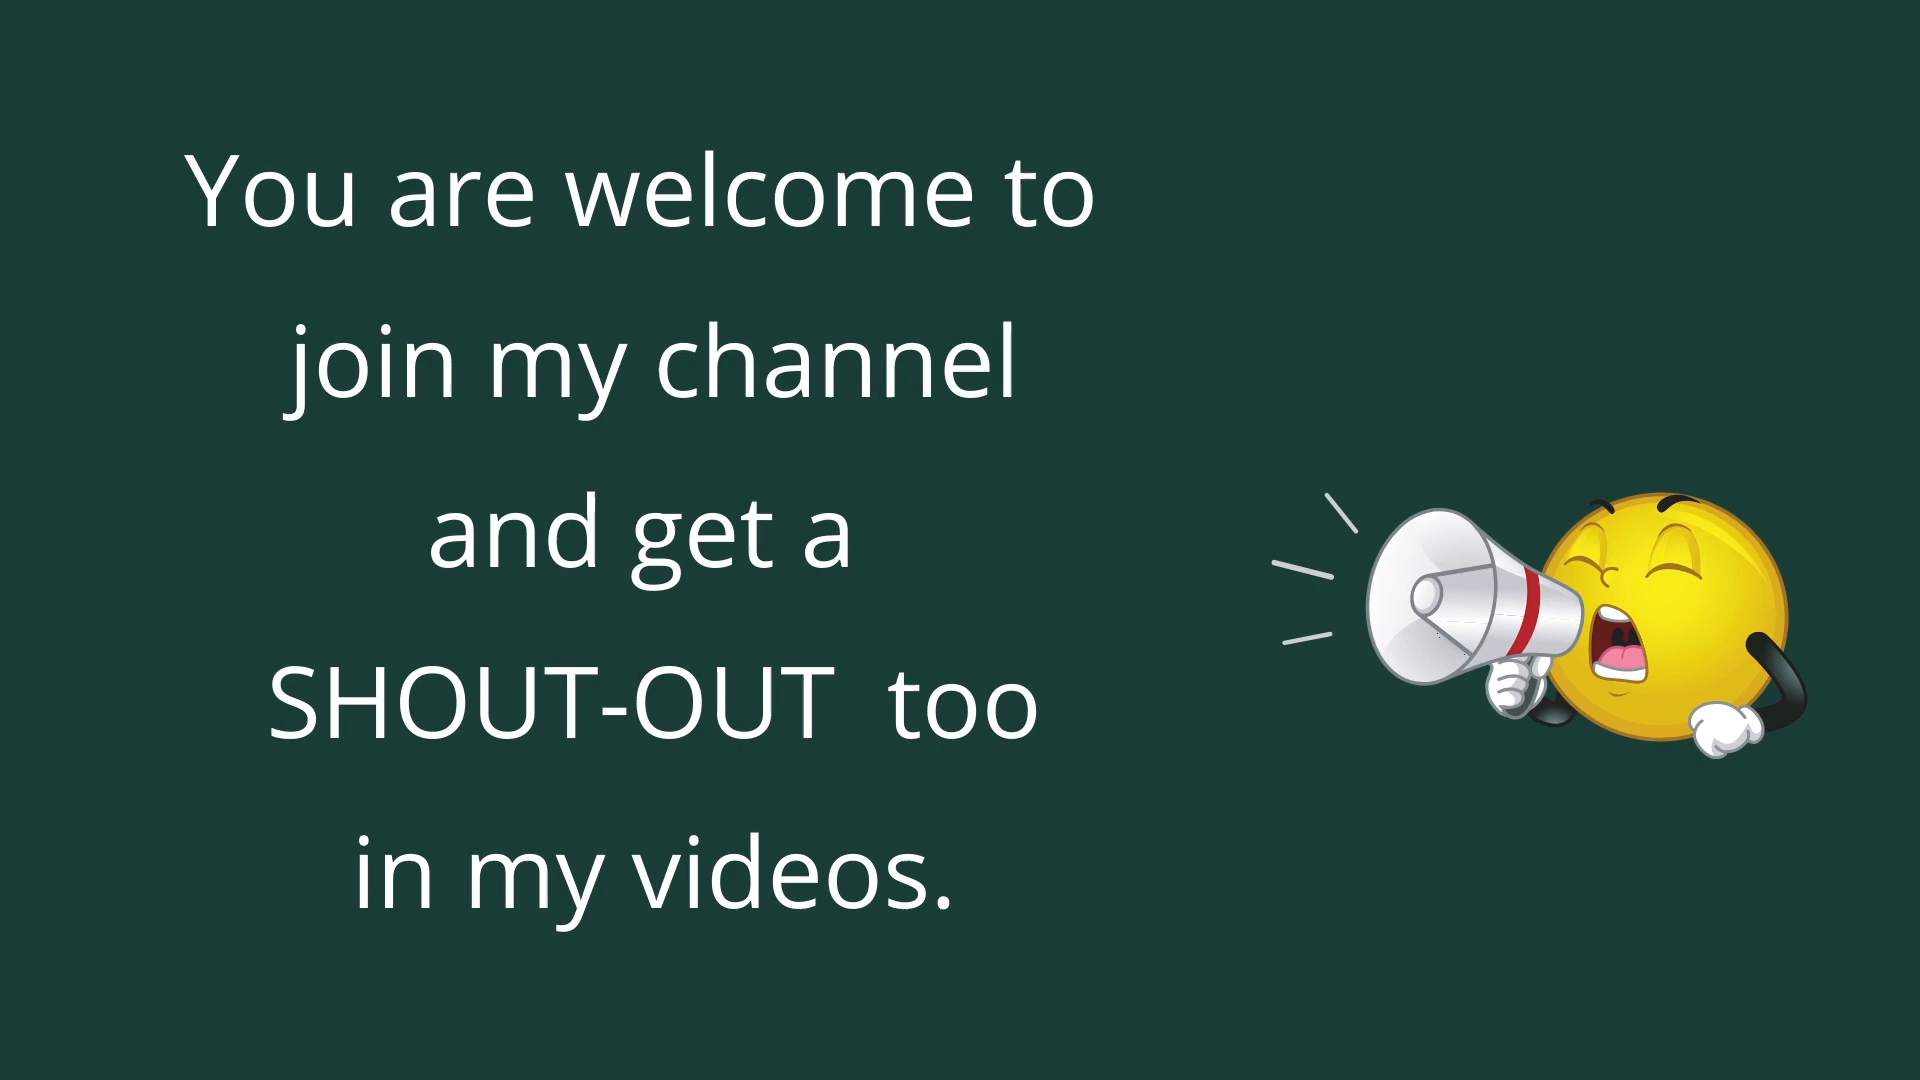 You are welcome to
join my channel
and get a
SHOUT-OUT  too
in my videos.